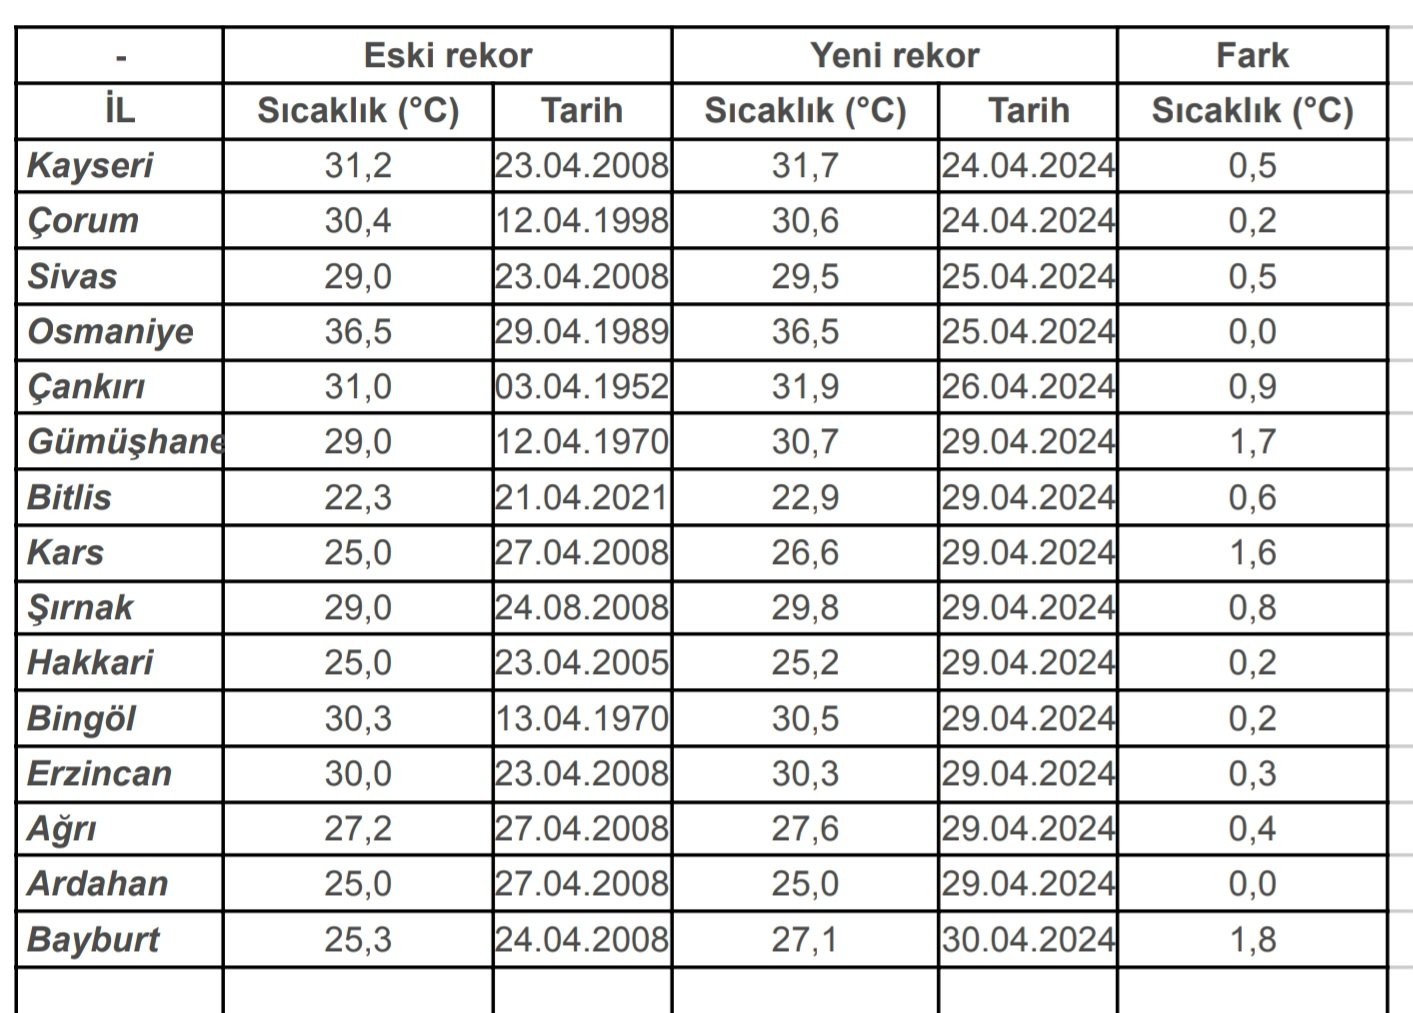 - Eski rekor Yeni rekor Fark
İL Sıcaklık (°C) Tarih Sıcaklık (°C) Tarih Sıcaklık (°C)
Kayseri 31,2 23.04.2008 31,7 24.04.2024 0,5
Çorum 30,4 12.04.1998 30,6 24.04.2024 0,2
Sivas 29,0 23.04.2008 29,5 25.04.2024 0,5
Osmaniye 36,5 29.04.1989 36,5 25.04.2024 0,0
Çankırı 31,0 03.04.1952 31,9 26.04.2024 0,9
Gümüşhane 29,0 12.04.1970 30,7 29.04.2024 1,7
Bitlis 22,3 21.04.2021 22,9 29.04.2024 0,6
Kars 25,0 27.04.2008 26,6 29.04.2024 1,6
Şırnak 29,0 24.08.2008 29,8 29.04.2024 0,8
Hakkari 25,0 23.04.2005 25,2 29.04.2024 0,2
Bingöl 30,3 13.04.1970 30,5 29.04.2024 0,2
Erzincan 30,0 23.04.2008 30,3 29.04.2024 0,3
Ağrı 27,2 27.04.2008 27,6 29.04.2024 0,4
Ardahan 25,0 27.04.2008 25,0 29.04.2024 0,0
Bayburt 25,3 24.04.2008 27,1 30.04.2024 1,8